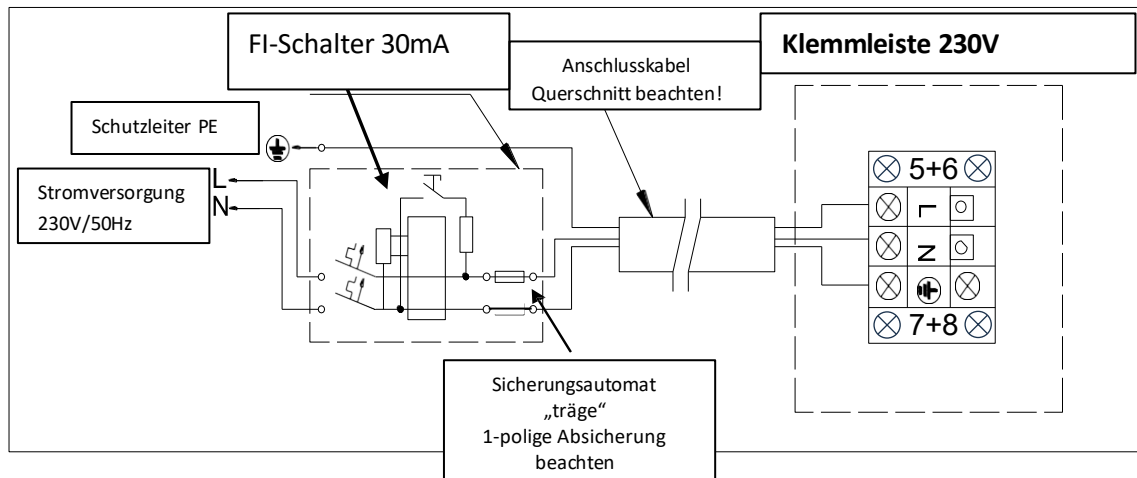 FI-Schalter 30mA
Anschlusskabel
Querschnitt beachten!
Klemmleiste 230V
Schutzleiter PE
Stromversorgung
230V/50Hz
L
N
5+6
L
N
7+8
Sicherungsautomat
„träge“
1-polige Absicherung
beachten